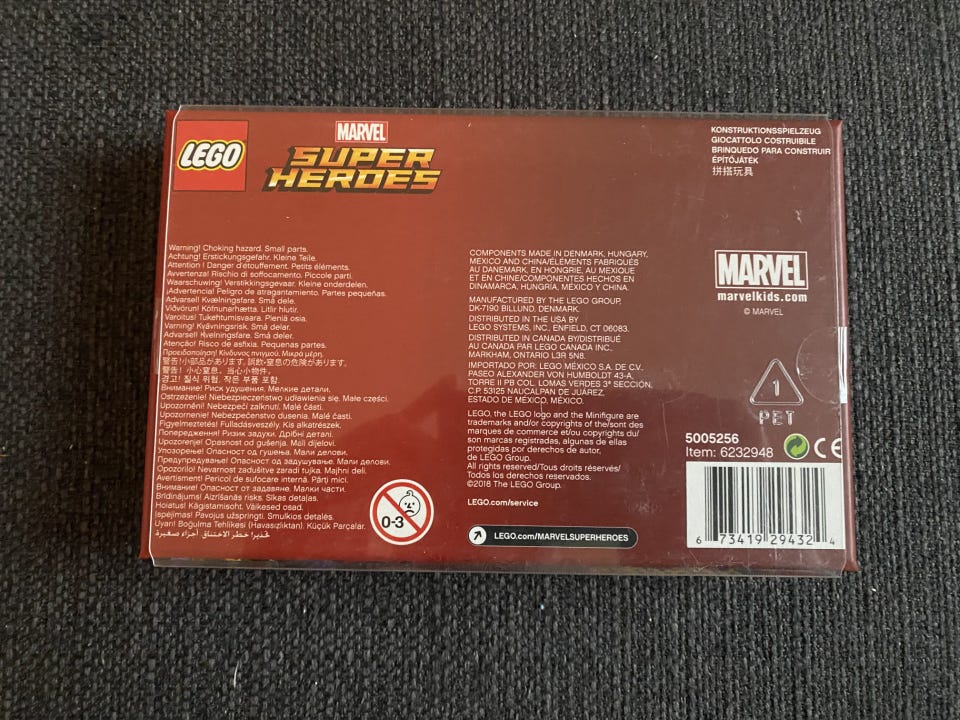 LEGO
MARVEL
SUPER
HEROES
KONSTRUKTIONSSPIELZEUG
GIOCATTOLO COSTRUIBILE
BRINQUEDO PARA CONSTRUIR
ÉPÍTŐJÁTÉK
拼搭玩具
Warning! Choking hazard. Small parts.
Achtung! Erstickungsgefahr. Kleine Teile.
Attention ! Danger d'étouffement. Petits éléments.
Avvertenza! Rischio di soffocamento. Piccole parti.
Waarschuwing! Verstikkingsgevaar. Kleine onderdelen.
¡Advertencia! Peligro de atragantamiento. Partes pequeñas.
Advarsel! Kvælningsfare. Små dele.
Viðvörun! Köfnunarhætta. Litlir hlutir.
Varoitus! Tukehtumisvaara. Pieniä osia.
Varning! Kvävningsrisk. Små delar.
Advarsel! Kvelningsfare. Små deler.
Atenção! Risco de asfixia. Pequenas partes.
Προειδοποίηση! Κίνδυνος πνιγμού. Μικρά μέρη.
警告!小部品があります。誤飲・窒息の危険があります。
警告! 小心窒息。当心小物件。
경고! 질식 위험. 작은 부품 포함.
Внимание! Риск удушения. Мелкие детали.
Ostrzeżenie! Niebezpieczeństwo udławienia się. Małe części.
Upozornění! Nebezpečí zalknutí. Malé části.
Upozornenie! Nebezpečenstvo dusenia. Malé časti.
Figyelmeztetés! Fulladásveszély. Kis alkatrészek.
Попередження! Ризик задухи. Дрібні деталі.
Upozorenje! Opasnost od gušenja. Mali dijelovi.
Упозорење! Опасност од гушења. Мали делови.
Предупредување! Опасност од задушување. Мали делови.
Opozorilo! Nevarnost zadušitve zaradi tujka. Majhni deli.
Avertisment! Pericol de sufocare internă. Părți mici.
Внимание! Опасност от задавяне. Малки части.
Brīdinājums! Aizrīšanās risks. Sīkas detaļas.
Hoiatus! Kägistamisoht. Väikesed osad.
Įspėjimas! Pavojus užspringti. Smulkios detalės.
Uyarı! Boğulma Tehlikesi (Havasızlıktan). Küçük Parçalar.
تحذير! خطر الاختناق. أجزاء صغيرة
0-3
COMPONENTS MADE IN DENMARK, HUNGARY,
MEXICO AND CHINA/ÉLÉMENTS FABRIQUÉS
AU DANEMARK, EN HONGRIE, AU MEXIQUE
ET EN CHINE/COMPONENTES HECHOS EN
DINAMARCA, HUNGRÍA, MÉXICO Y CHINA.
MANUFACTURED BY THE LEGO GROUP,
DK-7190 BILLUND, DENMARK.
DISTRIBUTED IN THE USA BY
LEGO SYSTEMS, INC., ENFIELD, CT 06083.
DISTRIBUTED IN CANADA BY/DISTRIBUÉ
AU CANADA PAR LEGO CANADA INC.,
MARKHAM, ONTARIO L3R 5N8.
IMPORTADO POR: LEGO MÉXICO S.A. DE C.V.
PASEO ALEXANDER VON HUMBOLDT 43-A,
TORRE II PB COL. LOMAS VERDES 3ª SECCIÓN,
C.P. 53125 NAUCALPAN DE JUÁREZ,
ESTADO DE MÉXICO, MÉXICO.
LEGO, the LEGO logo and the Minifigure are
trademarks and/or copyrights of/sont des
marques de commerce et/ou copyrights du/
son marcas registradas, algunas de ellas
protegidas por derechos de autor,
de LEGO Group.
All rights reserved/Tous droits réservés/
Todos los derechos reservados.
©2018 The LEGO Group.
LEGO.com/service
LEGO.com/MARVELSUPERHEROES
MARVEL
marvelkids.com
© MARVEL
1
PET
5005256
Item: 6232948
CE
6 73419 29432 4